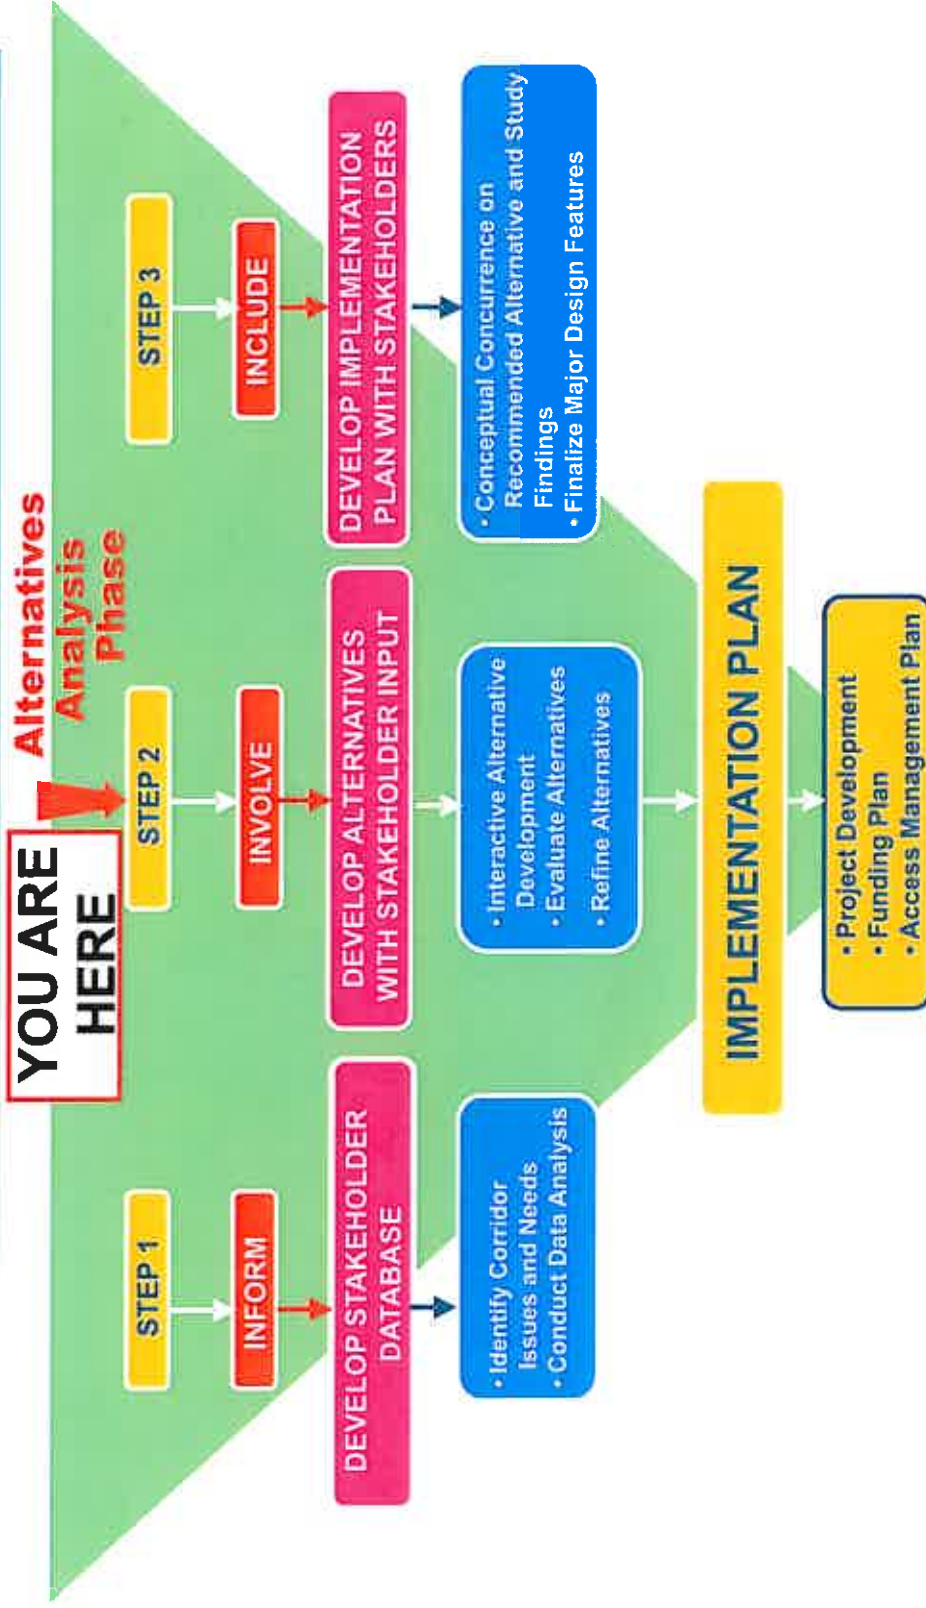 Alternatives
Analysis
Phase
YOU ARE
HERE
STEP 1
INFORM
DEVELOP STAKEHOLDER
DATABASE
• Identify Corridor
Issues and Needs
• Conduct Data Analysis
STEP 2
INVOLVE
DEVELOP ALTERNATIVES
WITH STAKEHOLDER INPUT
• Interactive Alternative
Development
• Evaluate Alternatives
• Refine Alternatives
STEP 3
INCLUDE
DEVELOP IMPLEMENTATION
PLAN WITH STAKEHOLDERS
• Conceptual Concurrence on
Recommended Alternative and Study
Findings
• Finalize Major Design Features
IMPLEMENTATION PLAN
• Project Development
• Funding Plan
• Access Management Plan